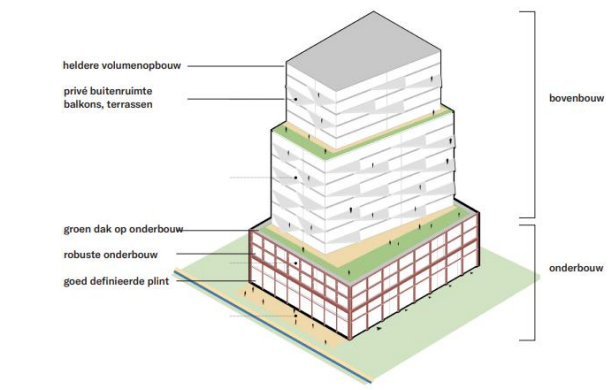 heldere volumenopbouw
privé buitenruimte
balkons, terrassen
bovenbouw
groen dak op onderbouw
robuste onderbouw
goed definieerde plint
onderbouw